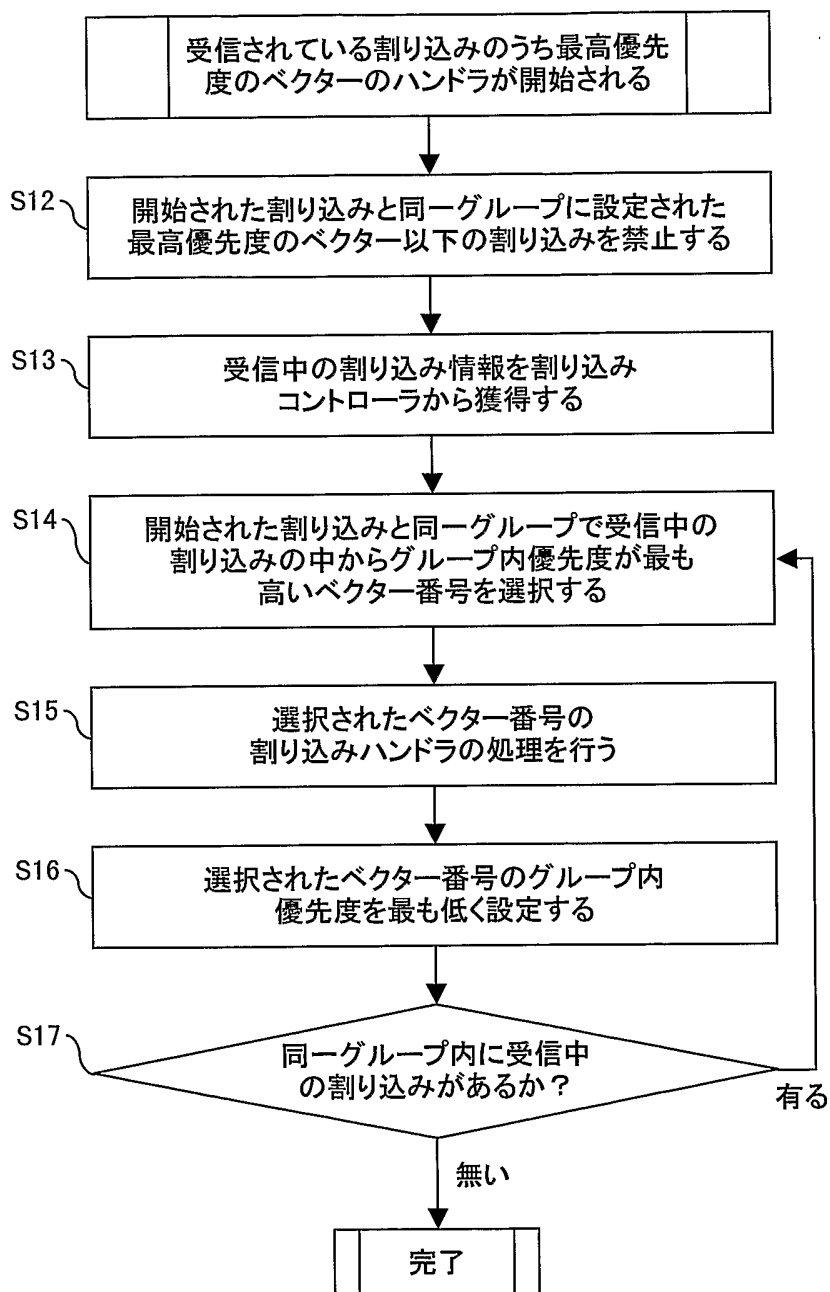 受信されている割り込みのうち最高優先
度のベクターのハンドラが開始される
S12
開始された割り込みと同一グループに設定された
最高優先度のベクター以下の割り込みを禁止する
S13
受信中の割り込み情報を割り込み
コントローラから獲得する
S14
開始された割り込みと同一グループで受信中の
割り込みの中からグループ内優先度が最も
高いベクター番号を選択する
S15
選択されたベクター番号の
割り込みハンドラの処理を行う
S16
選択されたベクター番号のグループ内
優先度を最も低く設定する
S17
同一グループ内に受信中
の割り込みがあるか？
有る
無い
完了